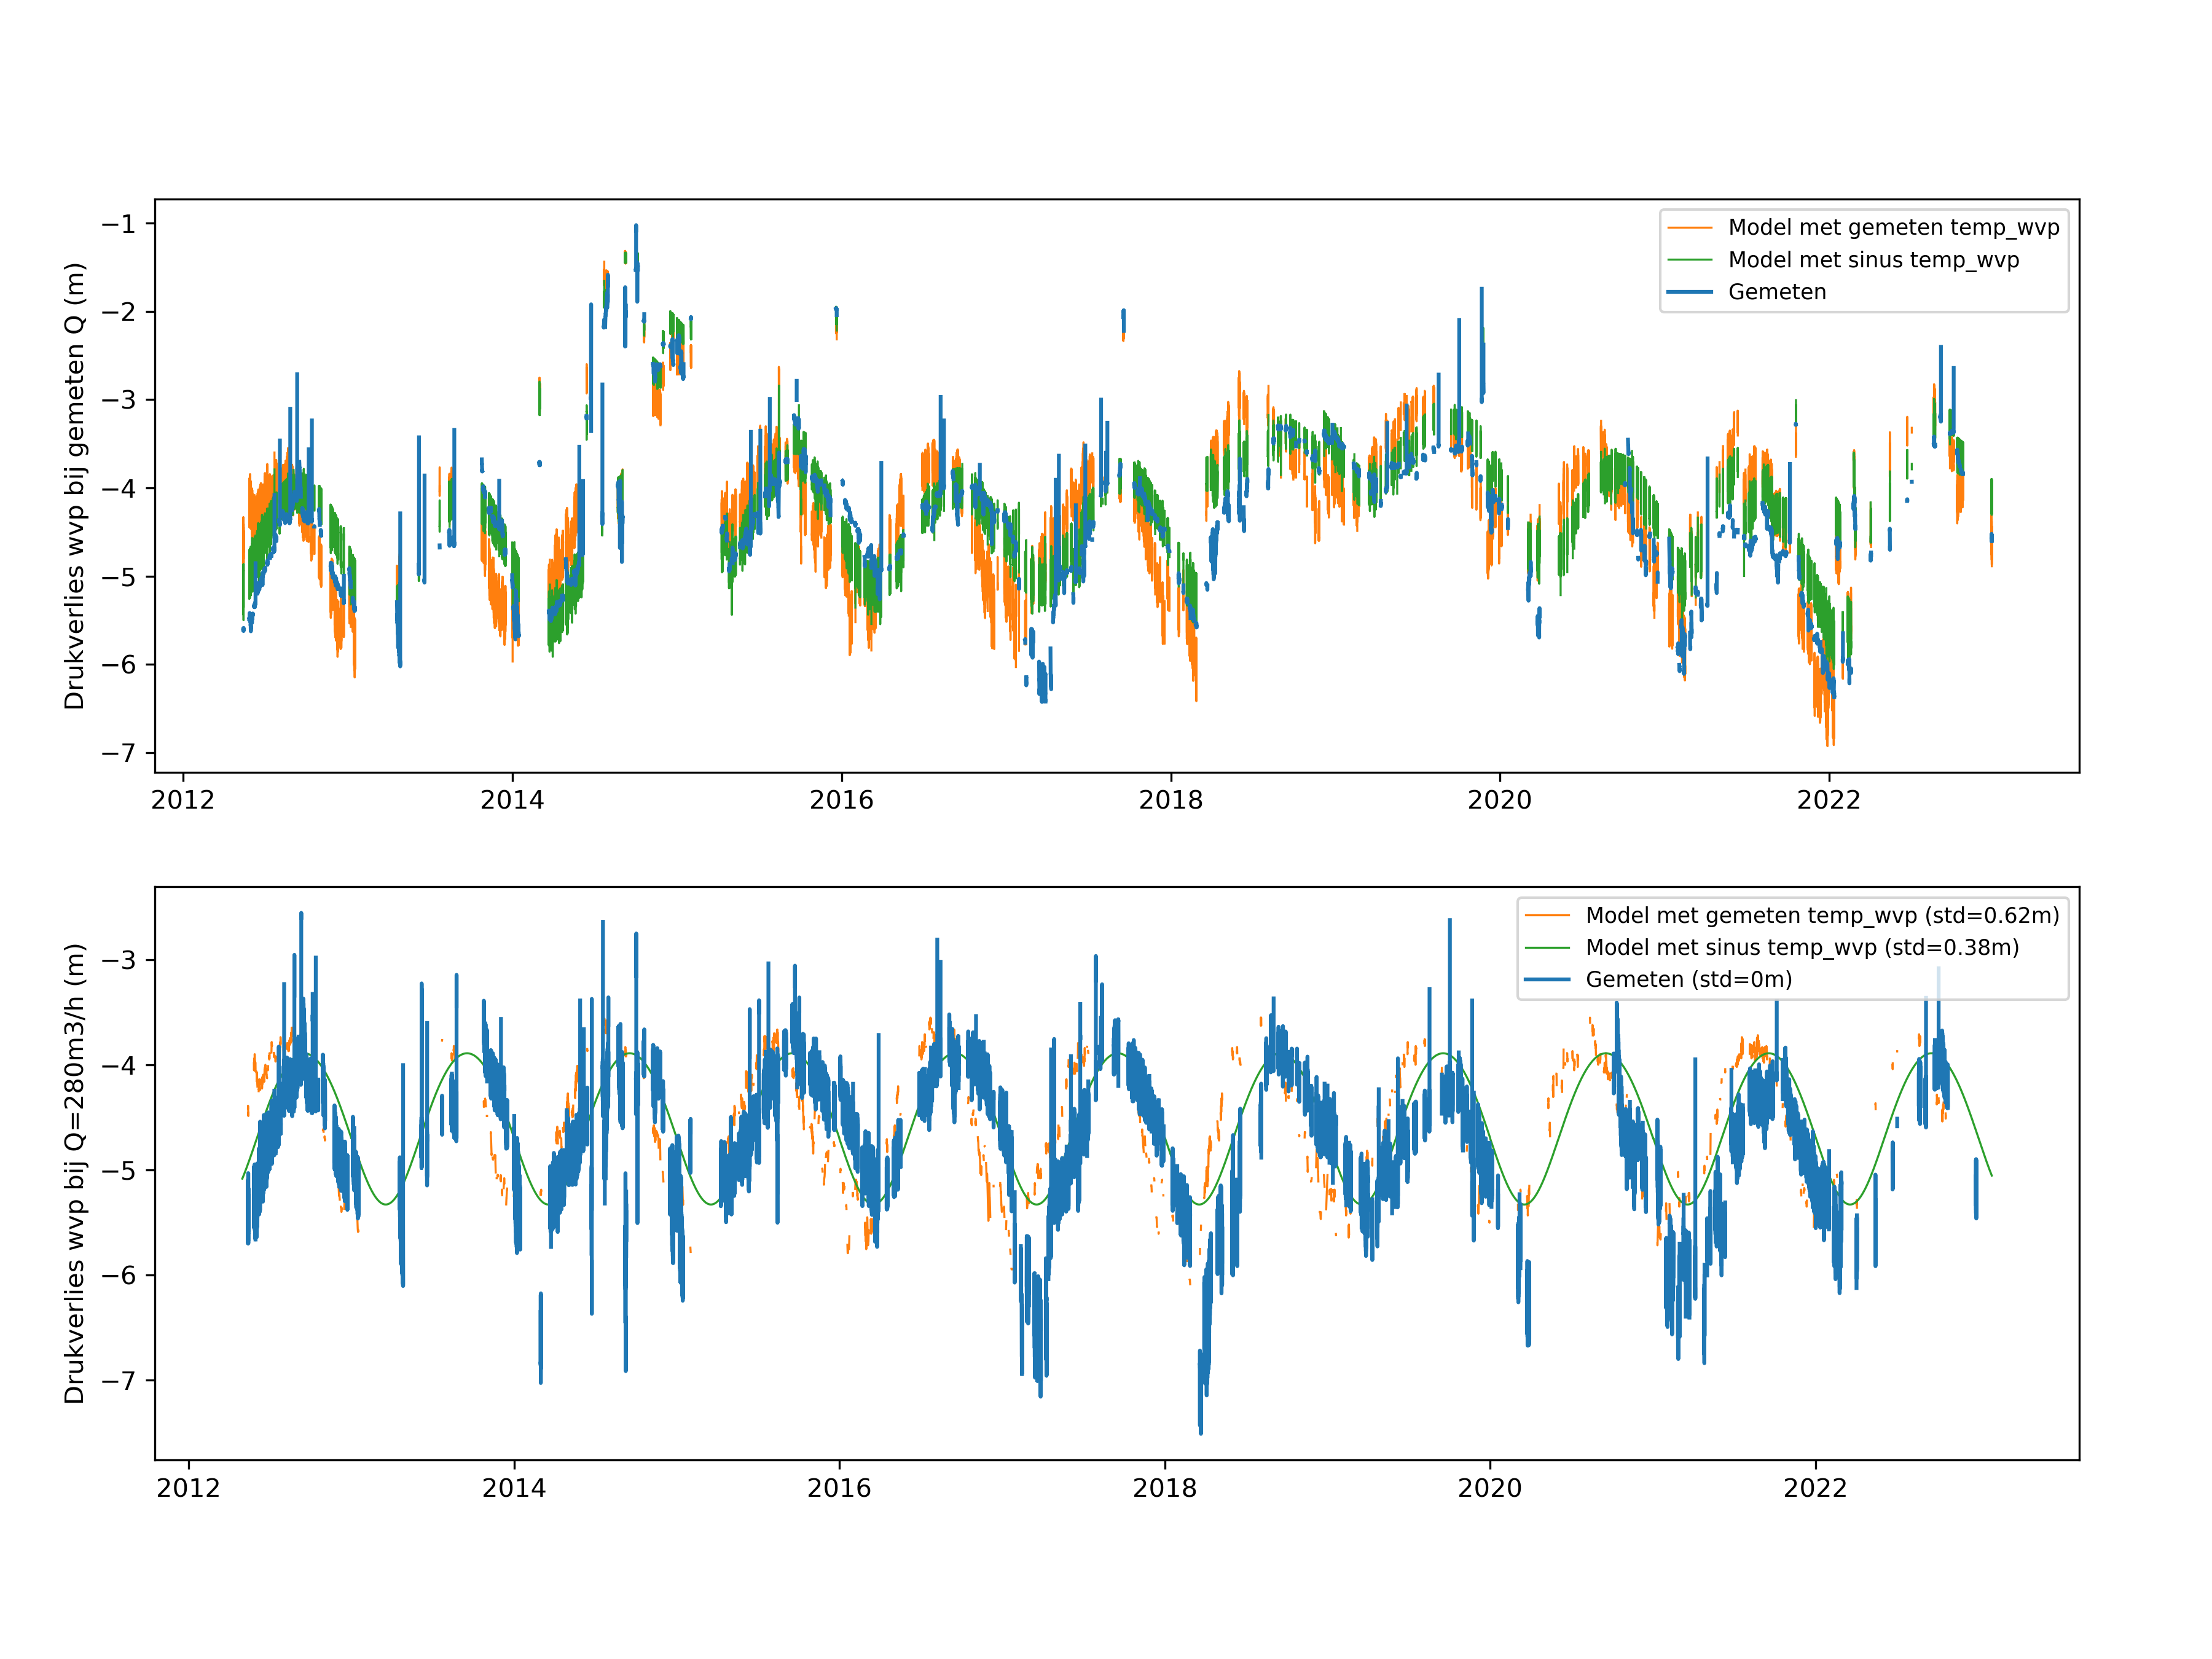 Drukverlies wvp bij gemeten Q (m)
−1
−2
−3
−4
−5
−6
−7
Model met gemeten temp_wvp
Model met sinus temp_wvp
Gemeten
2012 2014 2016 2018 2020 2022
Drukverlies wvp bij Q=280m3/h (m)
−3
−4
−5
−6
−7
Model met gemeten temp_wvp (std=0.62m)
Model met sinus temp_wvp (std=0.38m)
Gemeten (std=0m)
2012 2014 2016 2018 2020 2022